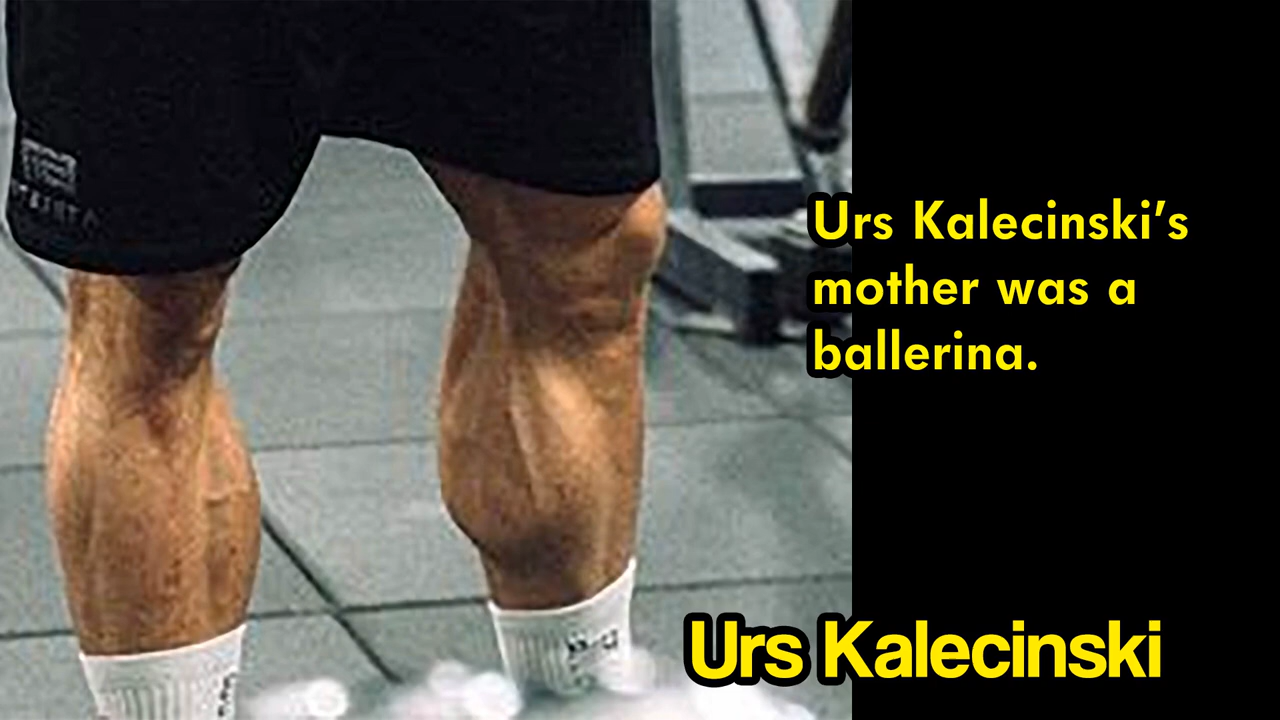 Urs Kalecinski’s
mother was a
ballerina.
Urs Kalecinski